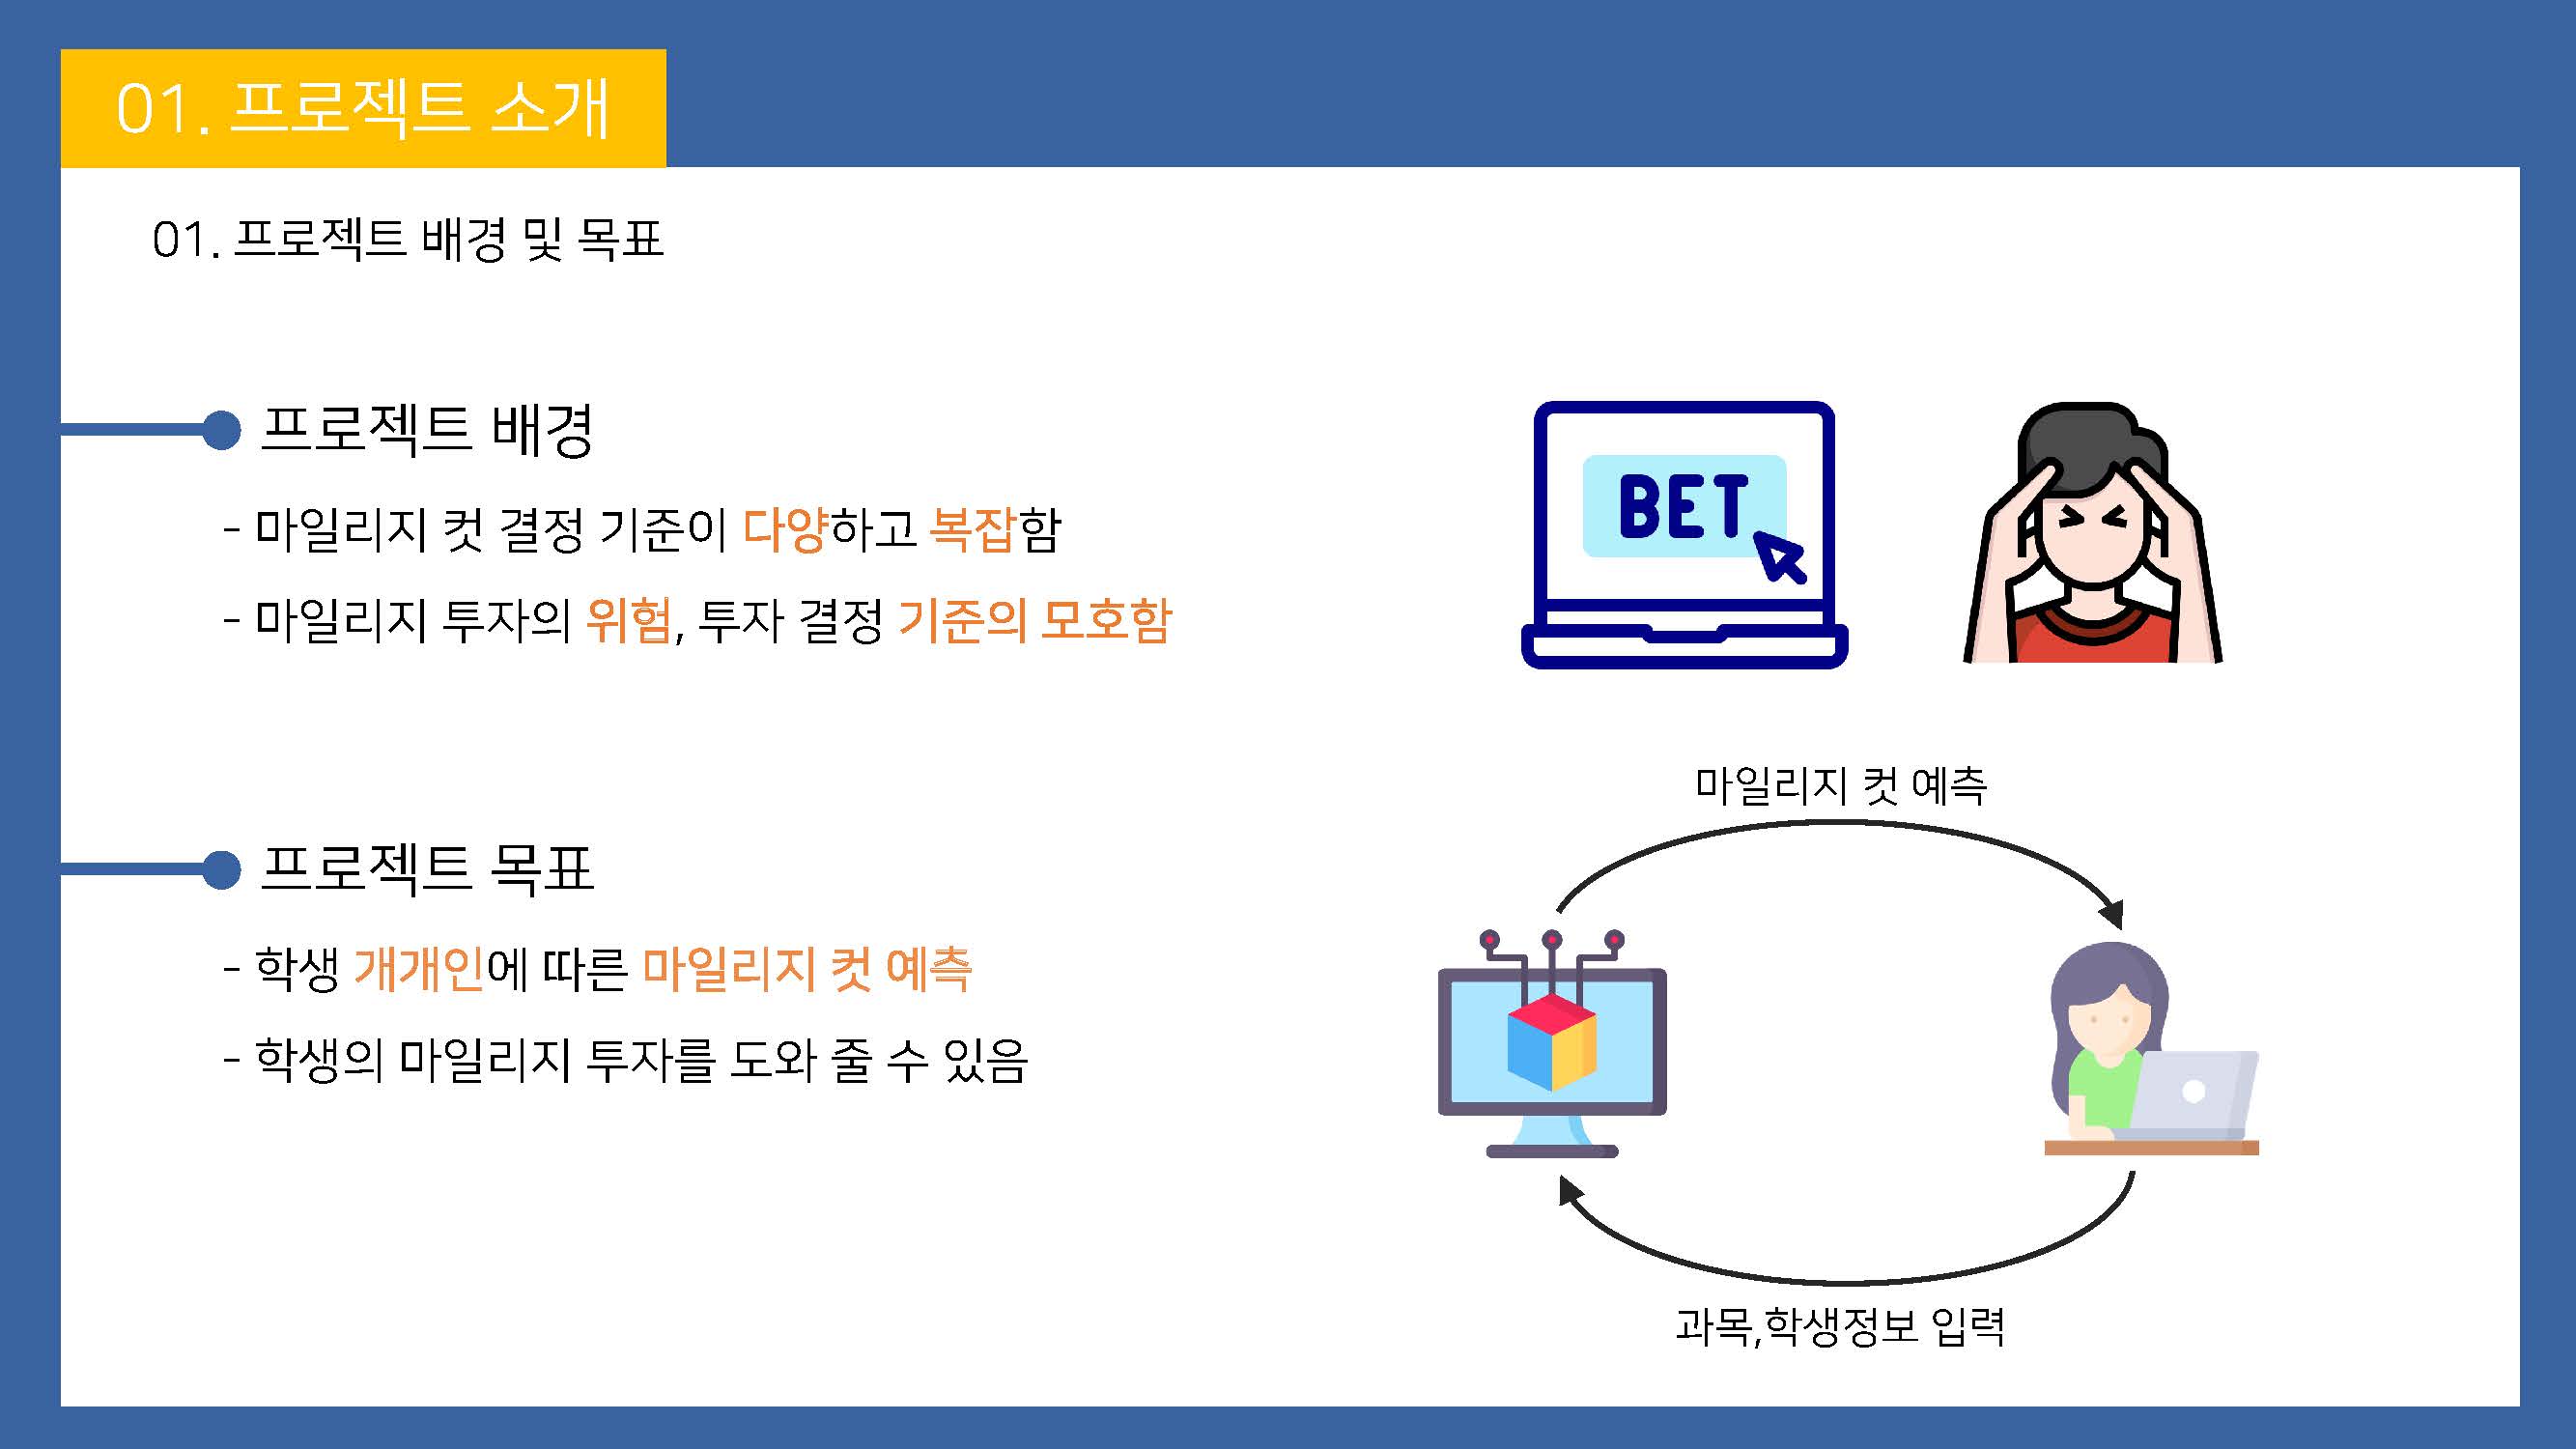 01. 프로젝트 소개
01. 프로젝트 배경 및 목표
프로젝트 배경
- 마일리지 컷 결정 기준이 다양하고 복잡함
- 마일리지 투자의 위험, 투자 결정 기준의 모호함
BET
프로젝트 목표
- 학생 개개인에 따른 마일리지 컷 예측
- 학생의 마일리지 투자를 도와 줄 수 있음
마일리지 컷 예측
과목,학생정보 입력